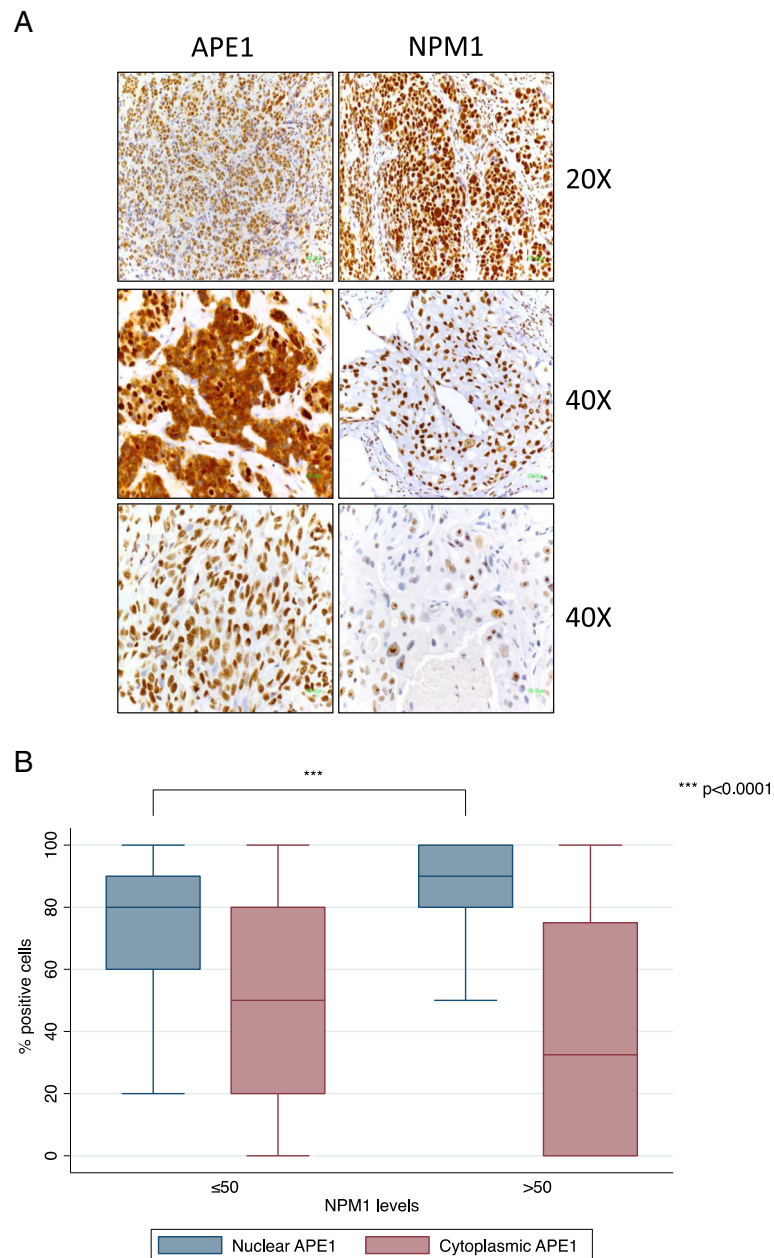 A
APE1 NPM1
20X
40X
40X
B
***
*** p<0.0001
100
80
60
40
20
0
% positive cells
≤50 >50
NPM1 levels
Nuclear APE1 Cytoplasmic APE1